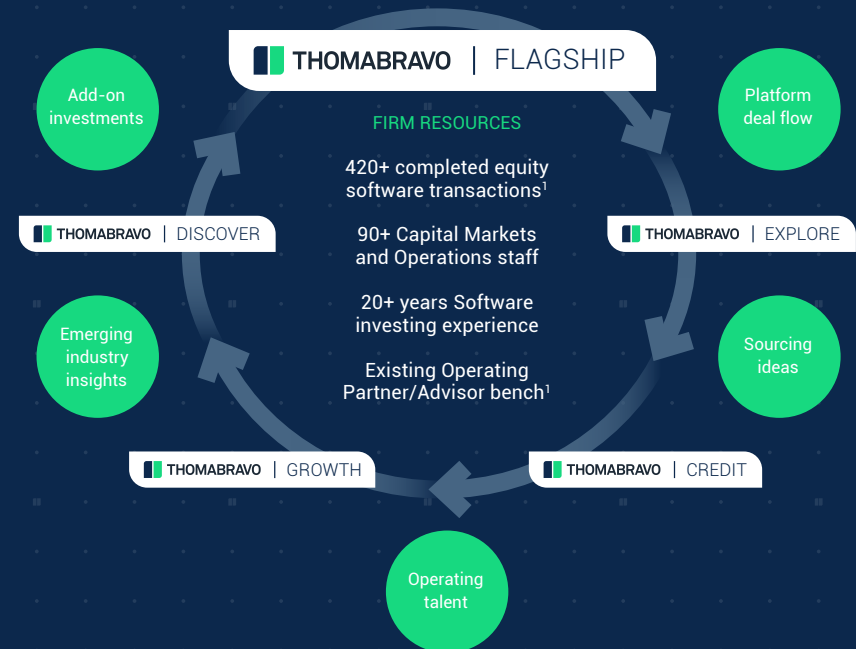 THOMABRAVO | FLAGSHIP
Add-on
investments
Platform
deal flow
FIRM RESOURCES
420+ completed equity
software transactions¹
90+ Capital Markets
and Operations staff
20+ years Software
investing experience
Existing Operating
Partner/Advisor bench¹
THOMABRAVO | DISCOVER
THOMABRAVO | EXPLORE
Emerging
industry
insights
Sourcing
ideas
THOMABRAVO | GROWTH
THOMABRAVO | CREDIT
Operating
talent